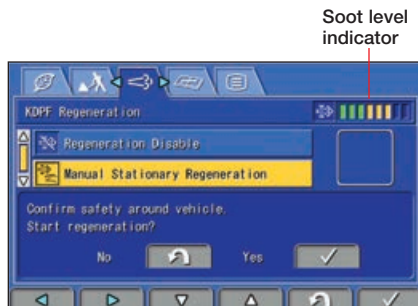 Soot level
indicator
KDPF Regeneration
Regeneration Disable
Manual Stationary Regeneration
Confirm safety around vehicle.
Start regeneration?
No Yes